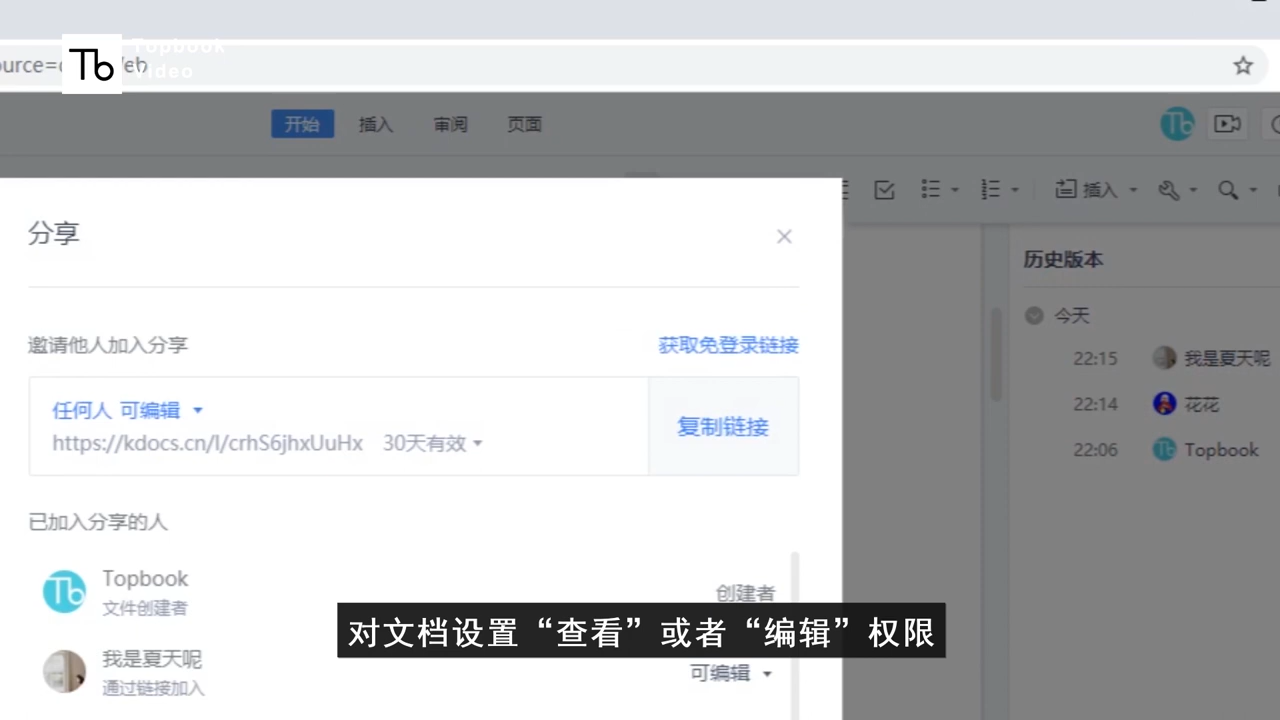 Topbook
Video
Tb
ource=
eb
开始 插入 审阅 页面
插入
分享
历史版本
今天
邀请他人加入分享 获取免登录链接
22:15 我是夏天呢
任何人 可编辑
22:14 花花
https://kdocs.cn/l/crhS6jhxUuHx 30天有效
复制链接
22:06 Topbook
已加入分享的人
Topbook
文件创建者
创建者
对文档设置“查看”或者“编辑”权限
我是夏天呢
通过链接加入
可编辑